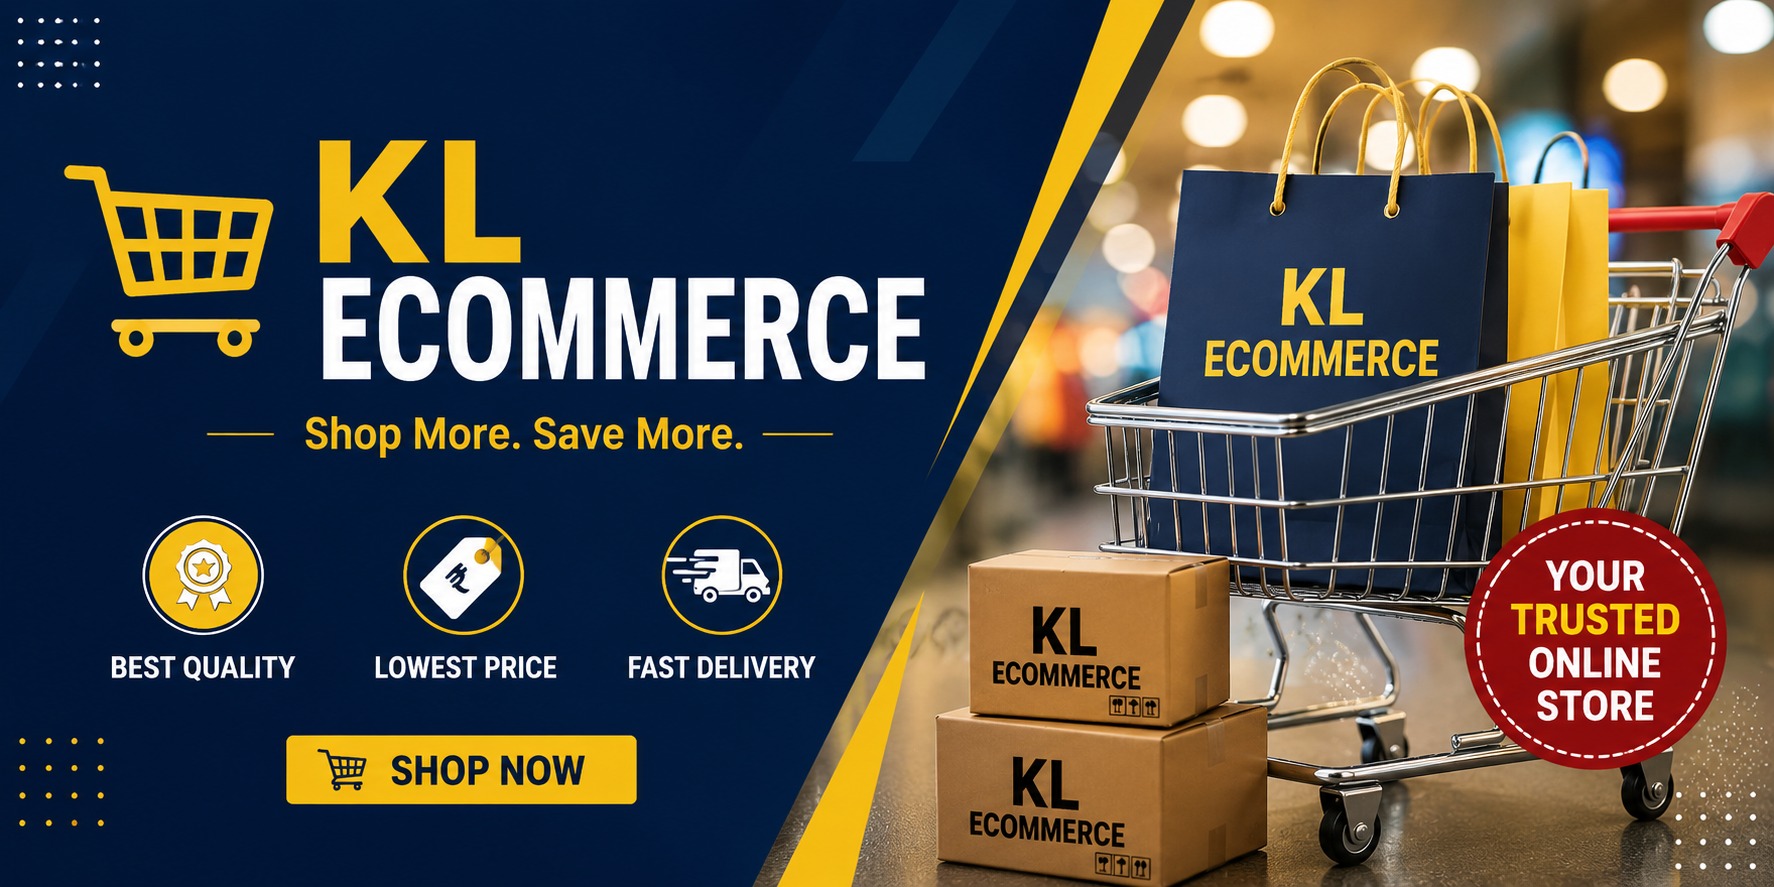 KL
ECOMMERCE
Shop More. Save More.
BEST QUALITY
LOWEST PRICE
FAST DELIVERY
SHOP NOW
KL
ECOMMERCE
KL
ECOMMERCE
KL
ECOMMERCE
YOUR
TRUSTED
ONLINE
STORE